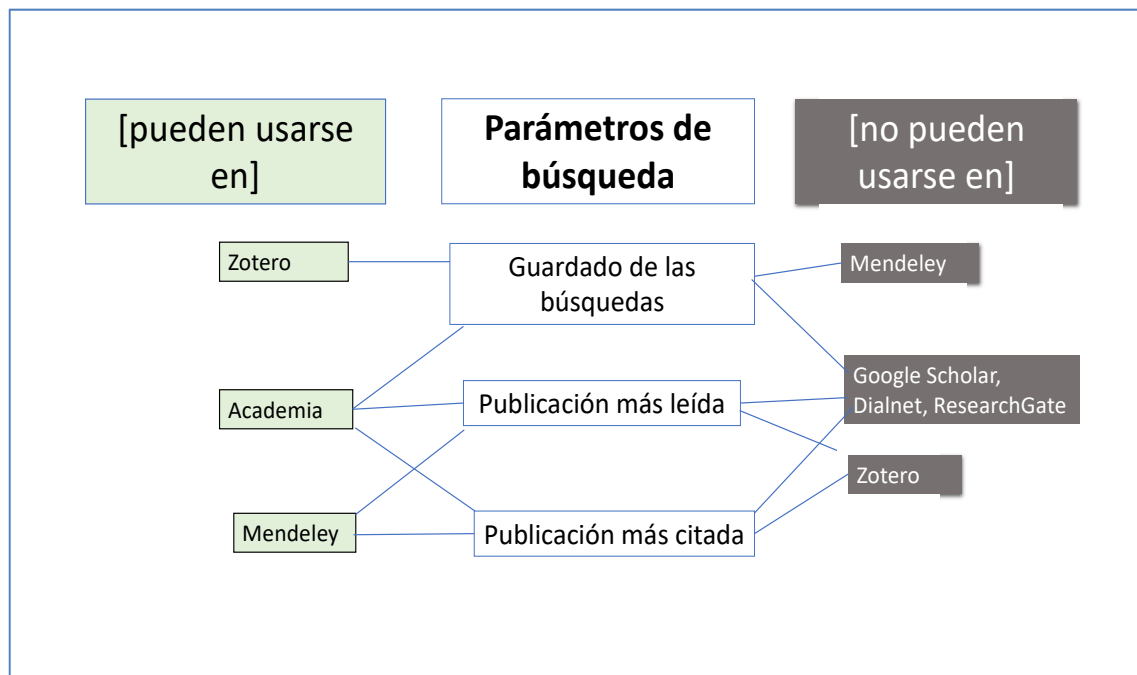 [pueden usarse
en]
Parámetros de
búsqueda
[no pueden
usarse en]
Zotero
Guardado de las
búsquedas
Mendeley
Academia
Publicación más leída
Google Scholar,
Dialnet, ResearchGate
Zotero
Mendeley
Publicación más citada